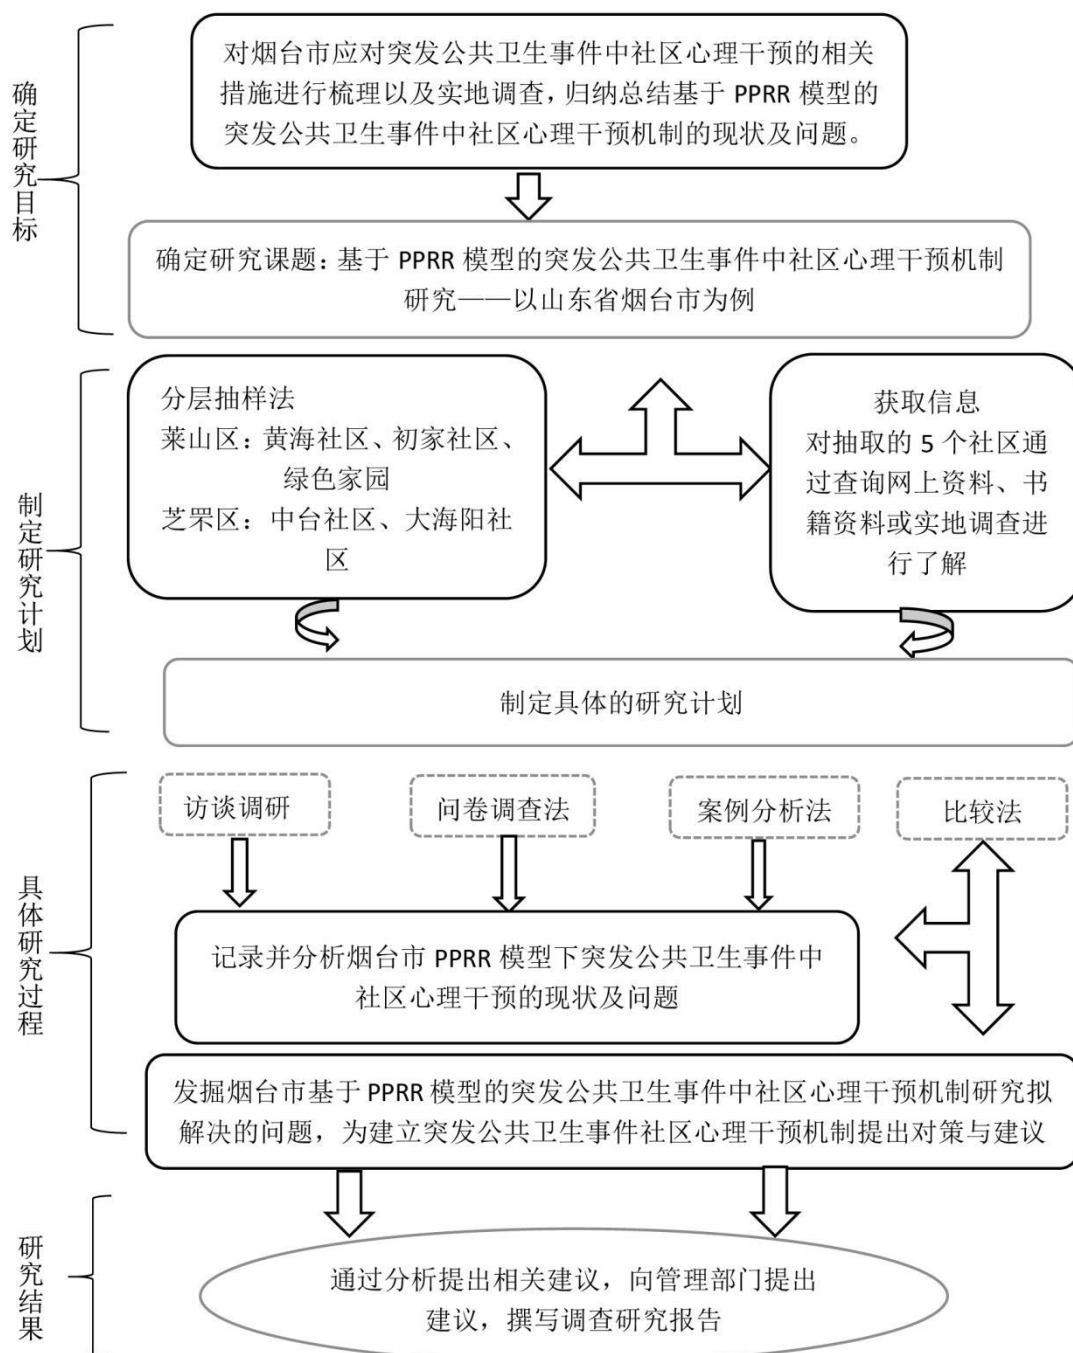 确定研究目标
对烟台市应对突发公共卫生事件中社区心理干预的相关
措施进行梳理以及实地调查，归纳总结基于 PPRR 模型的
突发公共卫生事件中社区心理干预机制的现状及问题。
确定研究课题：基于 PPRR 模型的突发公共卫生事件中社区心理干预机制
研究——以山东省烟台市为例
制定研究计划
分层抽样法
莱山区：黄海社区、初家社区、
绿色家园
芝罘区：中台社区、大海阳社
区
获取信息
对抽取的 5 个社区通
过查询网上资料、书
籍资料或实地调查进
行了解
制定具体的研究计划
具体研究过程
访谈调研
问卷调查法
案例分析法
比较法
记录并分析烟台市 PPRR 模型下突发公共卫生事件中
社区心理干预的现状及问题
发掘烟台市基于 PPRR 模型的突发公共卫生事件中社区心理干预机制研究拟
解决的问题，为建立突发公共卫生事件社区心理干预机制提出对策与建议
研究结果
通过分析提出相关建议，向管理部门提出
建议，撰写调查研究报告